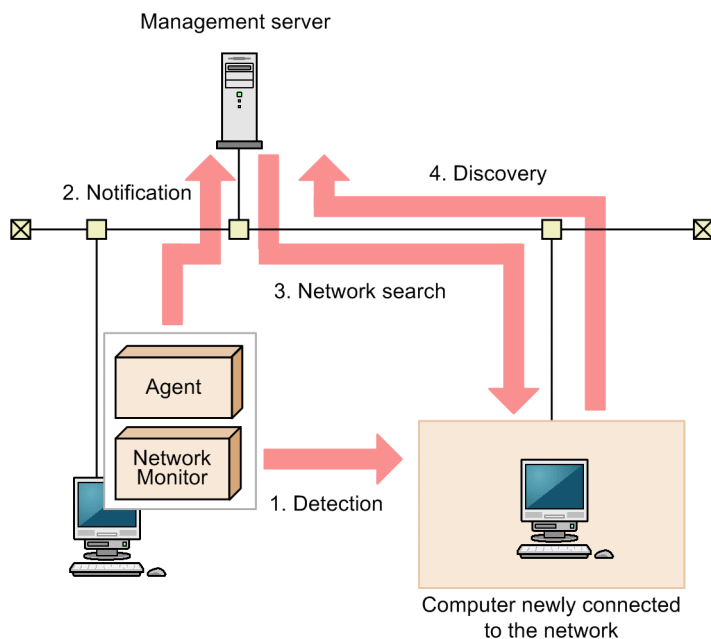 Management server
4. Discovery
2. Notification
3. Network search
Agent
Network
Monitor
1. Detection
Computer newly connected
to the network